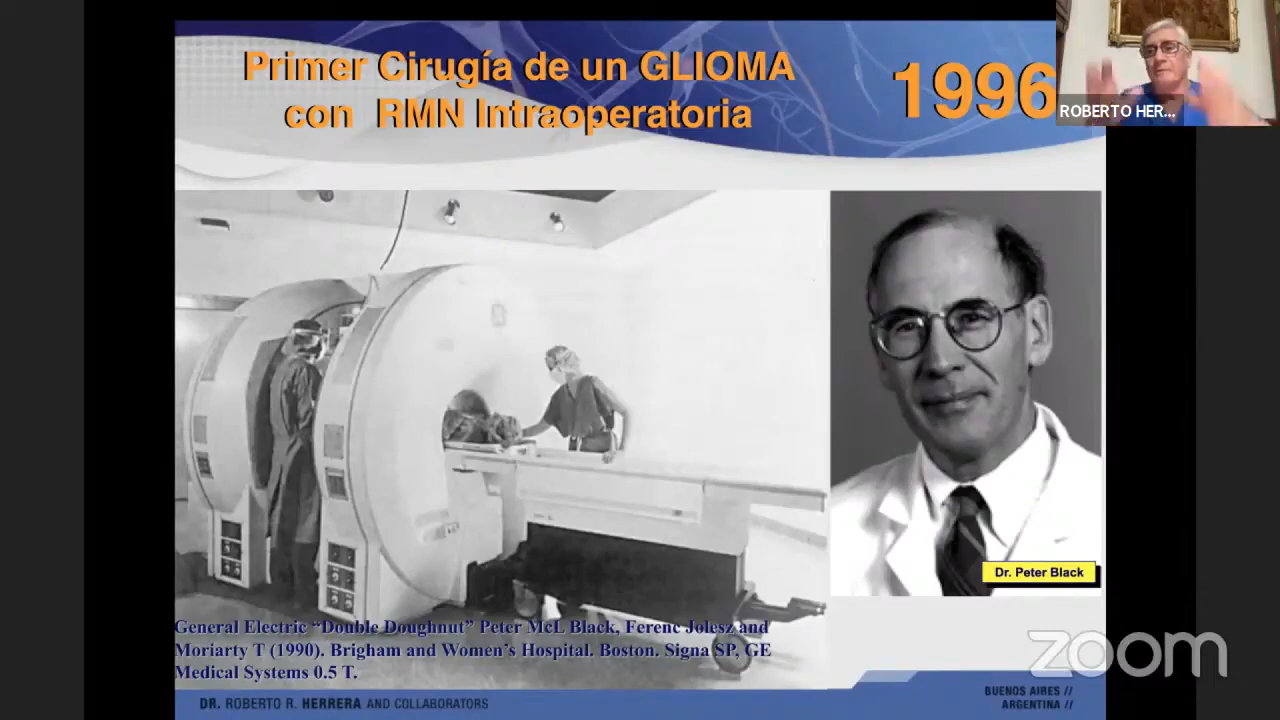 Primer Cirugía de un GLIOMA
con RMN Intraoperatoria
1996
ROBERTO HER...
Dr. Peter Black
General Electric “Double Doughnut” Peter McL Black, Ferenc Jolesz and
Moriarty T (1990). Brigham and Women’s Hospital. Boston. Signa SP, GE
Medical Systems 0.5 T.
zoom
DR. ROBERTO R. HERRERA AND COLLABORATORS
BUENOS AIRES //
ARGENTINA //